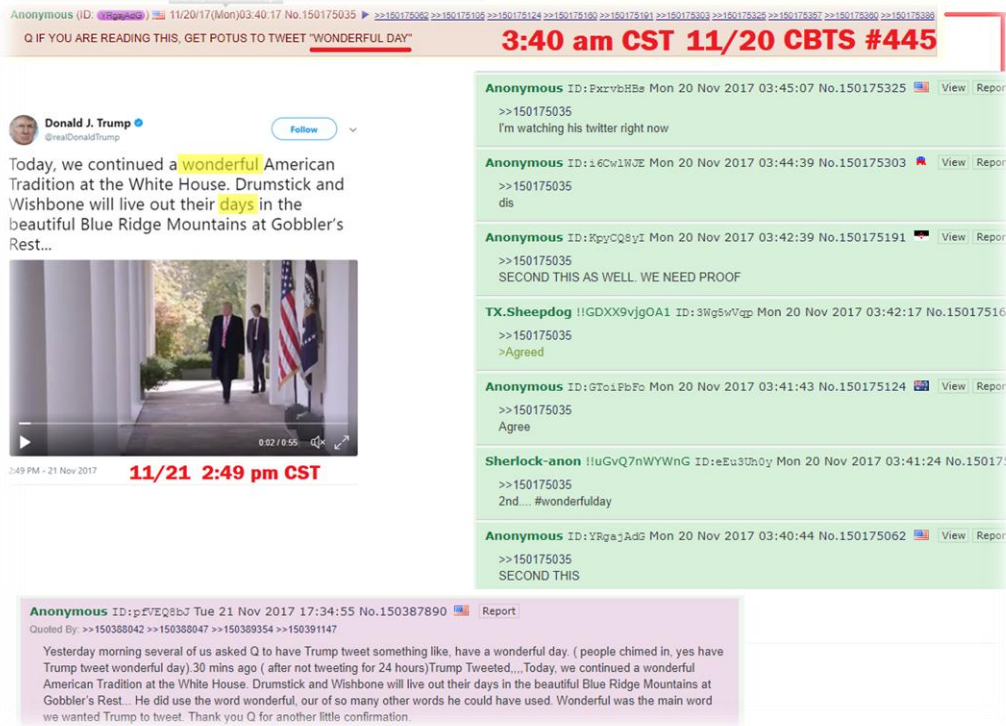 Anonymous (ID: YRgajAdG) 11/20/17(Mon)03:40:17 No.150175035 ▶ >>150175062 >>150175105 >>150175124 >>150175160 >>150175191 >>150175303 >>150175325 >>150175357 >>150175360 >>150175386
Q IF YOU ARE READING THIS, GET POTUS TO TWEET "WONDERFUL DAY"
3:40 am CST 11/20 CBTS #445
Donald J. Trump
@realDonaldTrump
Follow
Today, we continued a wonderful American
Tradition at the White House. Drumstick and
Wishbone will live out their days in the
beautiful Blue Ridge Mountains at Gobbler's
Rest...
0:02 / 0:55
2:49 PM - 21 Nov 2017
11/21 2:49 pm CST
Anonymous ID:PxrvbHBs Mon 20 Nov 2017 03:45:07 No.150175325 View Repor
>>150175035
I'm watching his twitter right now
Anonymous ID:i6Cw1WJE Mon 20 Nov 2017 03:44:39 No.150175303 View Repor
>>150175035
dis
Anonymous ID:KpyCQ8yI Mon 20 Nov 2017 03:42:39 No.150175191 View Repor
>>150175035
SECOND THIS AS WELL. WE NEED PROOF
TX.Sheepdog !!GDXX9vjgOA1 ID:3Wg5wVqp Mon 20 Nov 2017 03:42:17 No.15017516
>>150175035
>Agreed
Anonymous ID:GToiPbFo Mon 20 Nov 2017 03:41:43 No.150175124 View Repor
>>150175035
Agree
Sherlock-anon !!uGvQ7nWYWnG ID:eEu3Uh0y Mon 20 Nov 2017 03:41:24 No.15017
>>150175035
2nd.... #wonderfulday
Anonymous ID:YRgajAdG Mon 20 Nov 2017 03:40:44 No.150175062 View Repor
>>150175035
SECOND THIS
Anonymous ID:pfVEQ8bJ Tue 21 Nov 2017 17:34:55 No.150387890 Report
Quoted By: >>150388042 >>150388047 >>150389354 >>150391147
Yesterday morning several of us asked Q to have Trump tweet something like, have a wonderful day. ( people chimed in, yes have
Trump tweet wonderful day).30 mins ago ( after not tweeting for 24 hours)Trump Tweeted,,,,Today, we continued a wonderful
American Tradition at the White House. Drumstick and Wishbone will live out their days in the beautiful Blue Ridge Mountains at
Gobbler's Rest... He did use the word wonderful, our of so many other words he could have used. Wonderful was the main word
we wanted Trump to tweet. Thank you Q for another little confirmation.